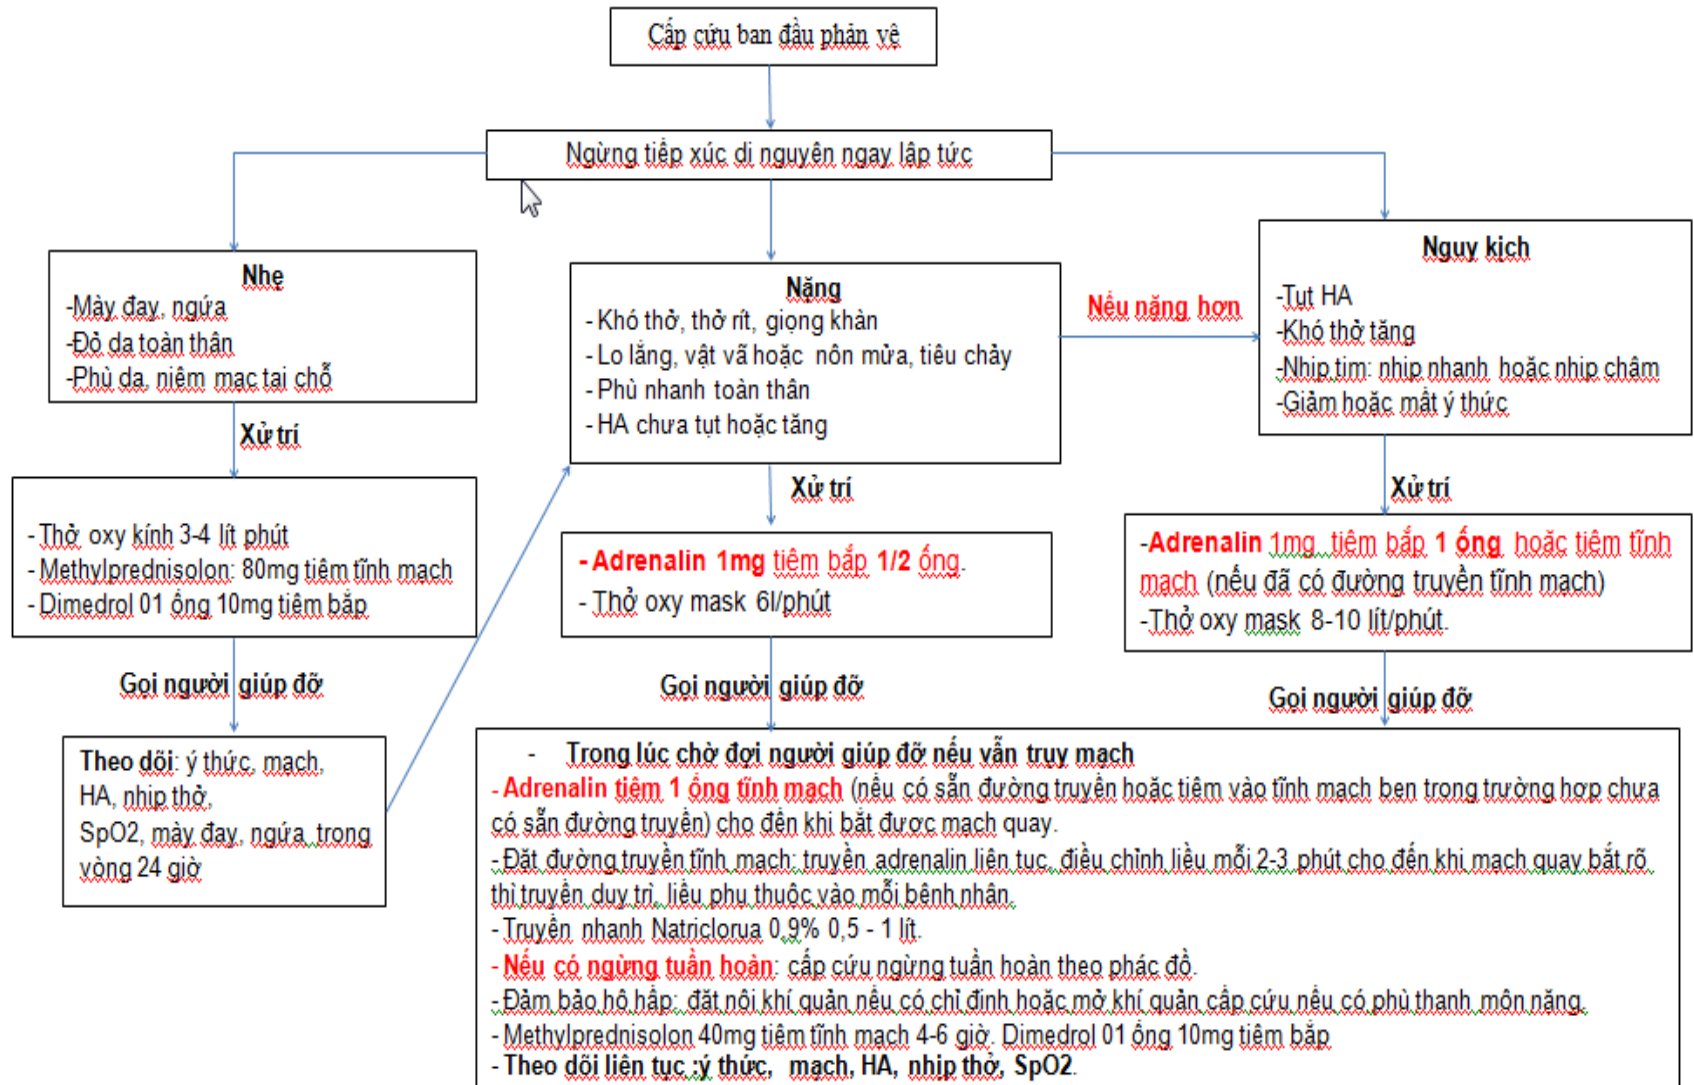 Cấp cứu ban đầu phản vệ
Ngừng tiếp xúc dị nguyên ngay lập tức
Nhẹ
-Mày đay, ngứa
-Đỏ da toàn thân
-Phù da, niêm mạc tại chỗ
Xử trí
- Thở oxy kính 3-4 lít phút
- Methylprednisolon: 80mg tiêm tĩnh mạch
- Dimedrol 01 ống 10mg tiêm bắp
Gọi người giúp đỡ
Theo dõi: ý thức, mạch,
HA, nhịp thở,
SpO2, mày đay, ngứa, trong
vòng 24 giờ
Nặng
- Khó thở, thở rít, giọng khàn
- Lo lắng, vật vã hoặc nôn mửa, tiêu chảy
- Phù nhanh toàn thân
- HA chưa tụt hoặc tăng
Nếu nặng hơn
Xử trí
- Adrenalin 1mg tiêm bắp 1/2 ống.
- Thở oxy mask 6l/phút
Gọi người giúp đỡ
Nguy kịch
-Tụt HA
-Khó thở tăng
-Nhịp tim: nhịp nhanh hoặc nhịp chậm
-Giảm hoặc mất ý thức
Xử trí
-Adrenalin 1mg tiêm bắp 1 ống hoặc tiêm tĩnh
mạch (nếu đã có đường truyền tĩnh mạch)
-Thở oxy mask 8-10 lít/phút.
Gọi người giúp đỡ
- Trong lúc chờ đợi người giúp đỡ nếu vẫn trụy mạch
- Adrenalin tiêm 1 ống tĩnh mạch (nếu có sẵn đường truyền hoặc tiêm vào tĩnh mạch bẹn trong trường hợp chưa
có sẵn đường truyền) cho đến khi bắt được mạch quay.
- Đặt đường truyền tĩnh mạch: truyền adrenalin liên tục, điều chỉnh liều mỗi 2-3 phút cho đến khi mạch quay bắt rõ
thì truyền duy trì, liều phụ thuộc vào mỗi bệnh nhân.
- Truyền nhanh Natriclorua 0,9% 0,5 - 1 lít.
- Nếu có ngừng tuần hoàn: cấp cứu ngừng tuần hoàn theo phác đồ.
- Đảm bảo hô hấp: đặt nội khí quản nếu có chỉ định hoặc mở khí quản cấp cứu nếu có phù thanh môn nặng.
- Methylprednisolon 40mg tiêm tĩnh mạch 4-6 giờ. Dimedrol 01 ống 10mg tiêm bắp
- Theo dõi liên tục :ý thức, mạch, HA, nhịp thở, SpO2.